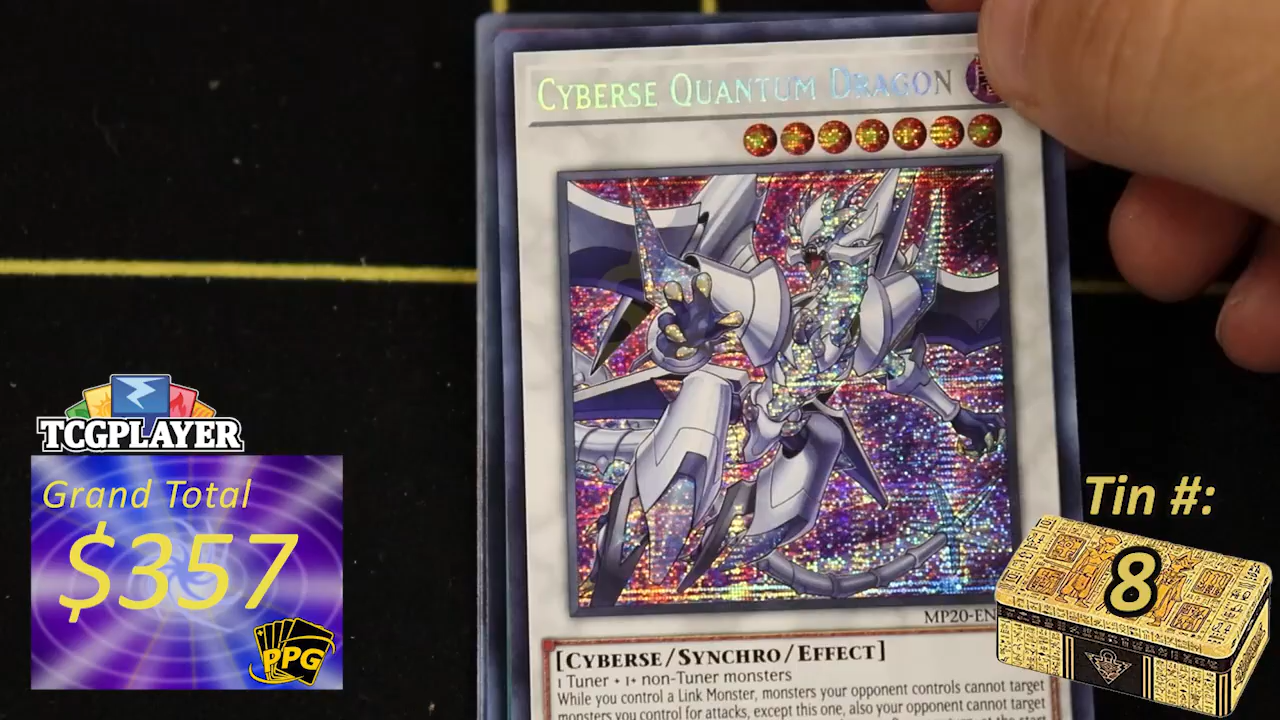 CYBERSE QUANTUM DRAGON
MP20-EN
[CYBERSE/SYNCHRO/EFFECT]
1 Tuner + 1+ non-Tuner monsters
While you control a Link Monster, monsters your opponent controls cannot target
monsters you control for attacks, except this one, also your opponent cannot
TCGPLAYER
Grand Total
$357
PPG
Tin #:
8